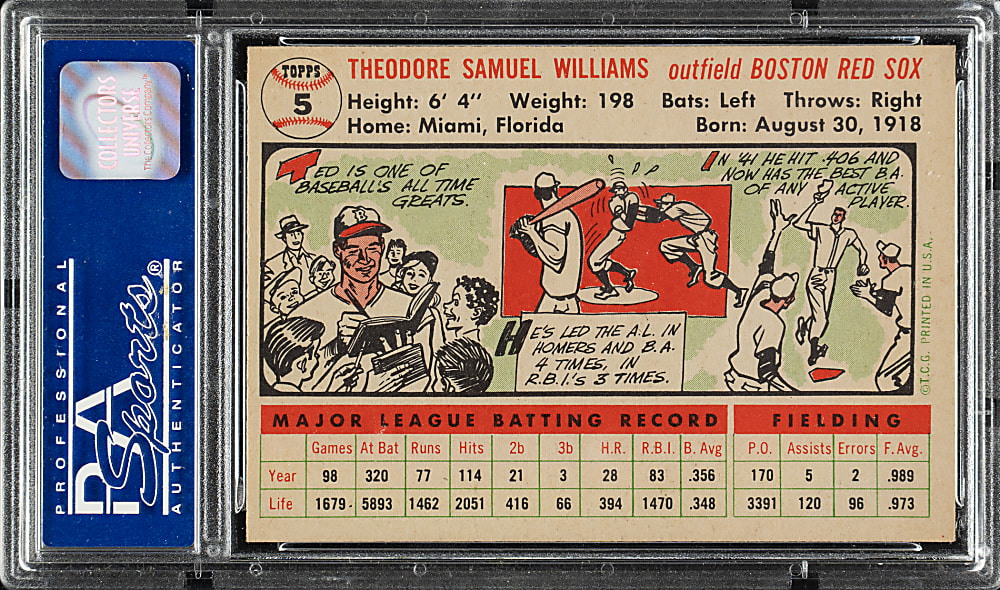 COLLECTORS
UNIVERSE
The Collectors Company™
PROFESSIONAL
PSA
Sports®
AUTHENTICATOR
TOPPS
5
THEODORE SAMUEL WILLIAMS outfield BOSTON RED SOX
Height: 6' 4" Weight: 198 Bats: Left Throws: Right
Home: Miami, Florida Born: August 30, 1918
TED IS ONE OF
BASEBALL'S ALL TIME
GREATS.
B
HE'S LED THE A.L. IN
HOMERS AND B.A.
4 TIMES, IN
R.B.I.'S 3 TIMES.
IN '41 HE HIT .406 AND
NOW HAS THE BEST B.A.
OF ANY ACTIVE
PLAYER.
©T.C.G. PRINTED IN U.S.A.
MAJOR LEAGUE BATTING RECORD FIELDING
Games At Bat Runs Hits 2b 3b H.R. R.B.I. B. Avg P.O. Assists Errors F. Avg.
Year 98 320 77 114 21 3 28 83 .356 170 5 2 .989
Life 1679 5893 1462 2051 416 66 394 1470 .348 3391 120 96 .973